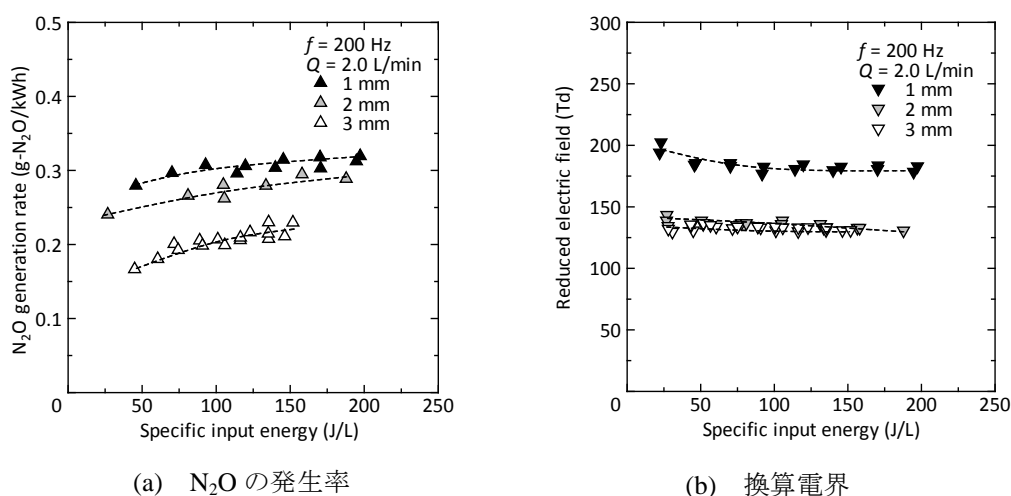 0.5
0.4
0.3
0.2
0.1
0
50
100
150
200
250
N₂O generation rate (g-N₂O/kWh)
Specific input energy (J/L)
f = 200 Hz
Q = 2.0 L/min
1 mm
2 mm
3 mm
(a) N₂O の発生率
300
250
200
150
100
50
0
50
100
150
200
250
Reduced electric field (Td)
Specific input energy (J/L)
f = 200 Hz
Q = 2.0 L/min
1 mm
2 mm
3 mm
(b) 換算電界